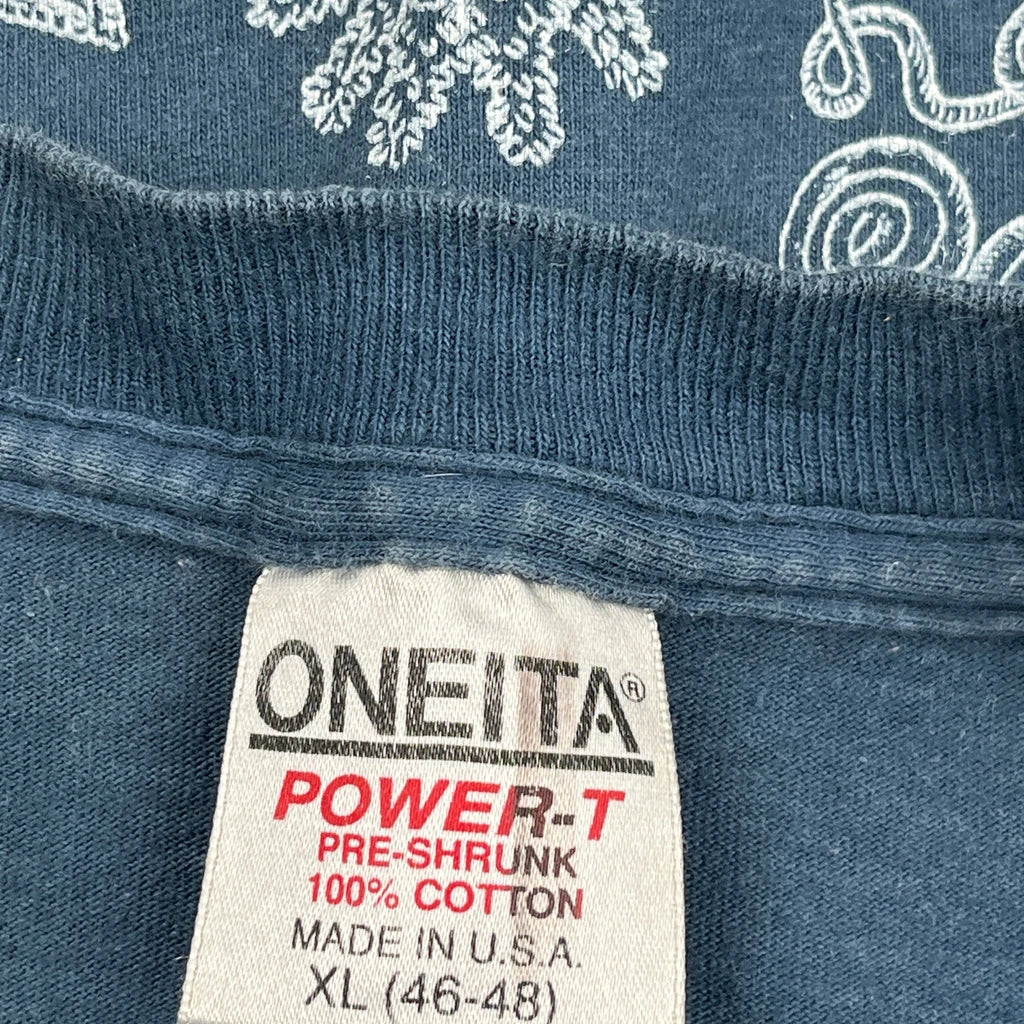 ONEITA®
POWER-T
PRE-SHRUNK
100% COTTON
MADE IN U.S.A.
XL (46-48)